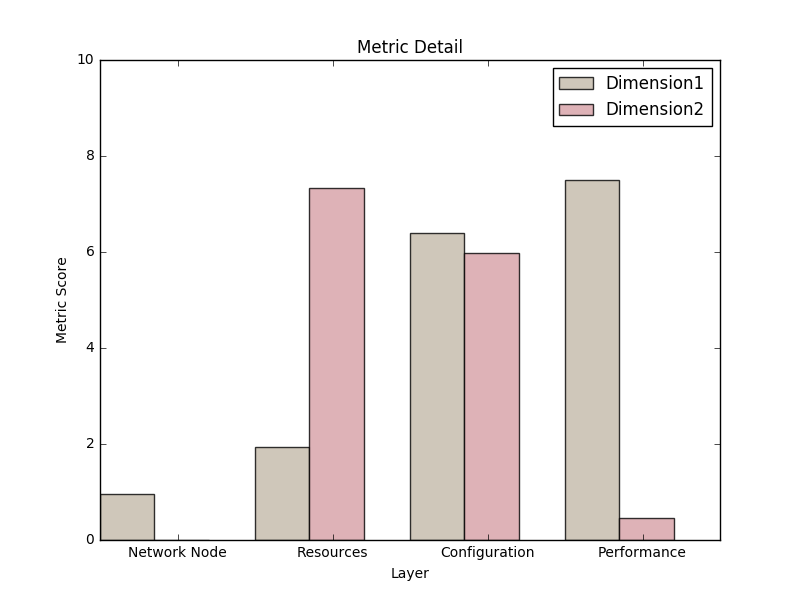 Metric Detail
Dimension1
Dimension2
10
8
6
4
2
0
Metric Score
Network Node
Resources
Configuration
Performance
Layer